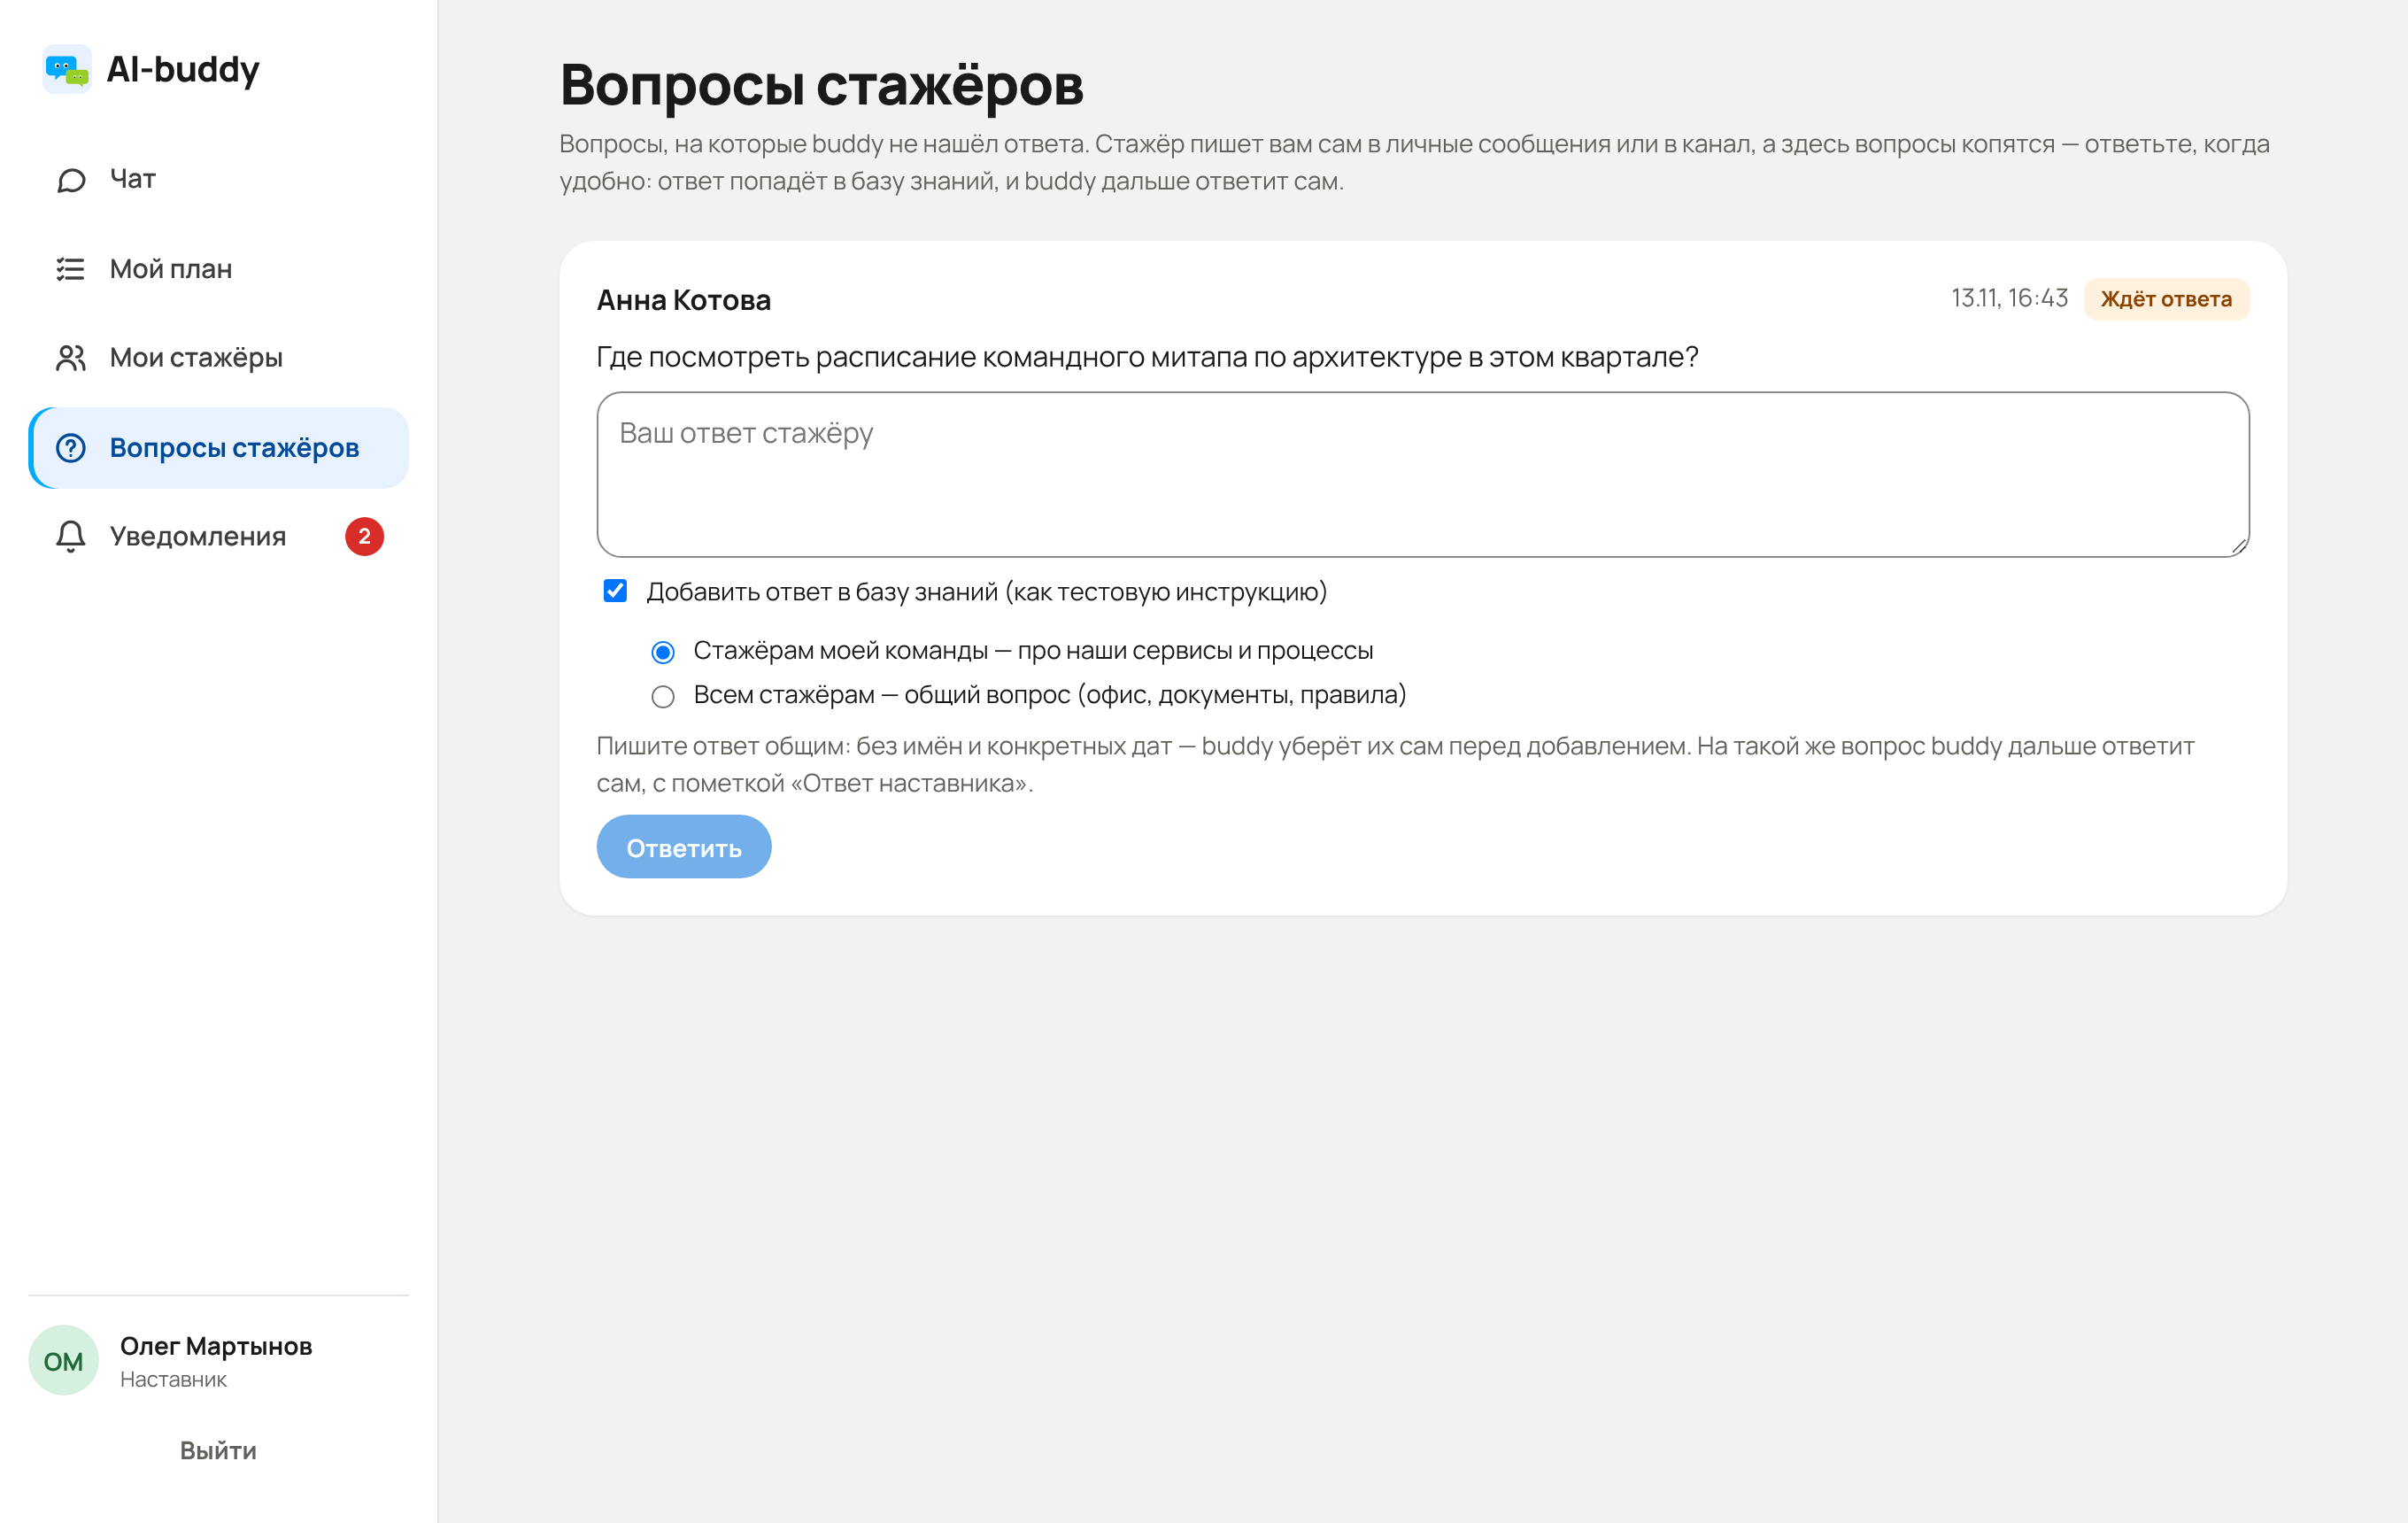 AI-buddy
Чат
Мой план
Мои стажёры
Вопросы стажёров
Уведомления 2
ОМ
Олег Мартынов
Наставник
Выйти
Вопросы стажёров
Вопросы, на которые buddy не нашёл ответа. Стажёр пишет вам сам в личные сообщения или в канал, а здесь вопросы копятся — ответьте, когда
удобно: ответ попадёт в базу знаний, и buddy дальше ответит сам.
Анна Котова 13.11, 16:43 Ждёт ответа
Где посмотреть расписание командного митапа по архитектуре в этом квартале?
Ваш ответ стажёру
Добавить ответ в базу знаний (как тестовую инструкцию)
Стажёрам моей команды — про наши сервисы и процессы
Всем стажёрам — общий вопрос (офис, документы, правила)
Пишите ответ общим: без имён и конкретных дат — buddy уберёт их сам перед добавлением. На такой же вопрос buddy дальше ответит
сам, с пометкой «Ответ наставника».
Ответить